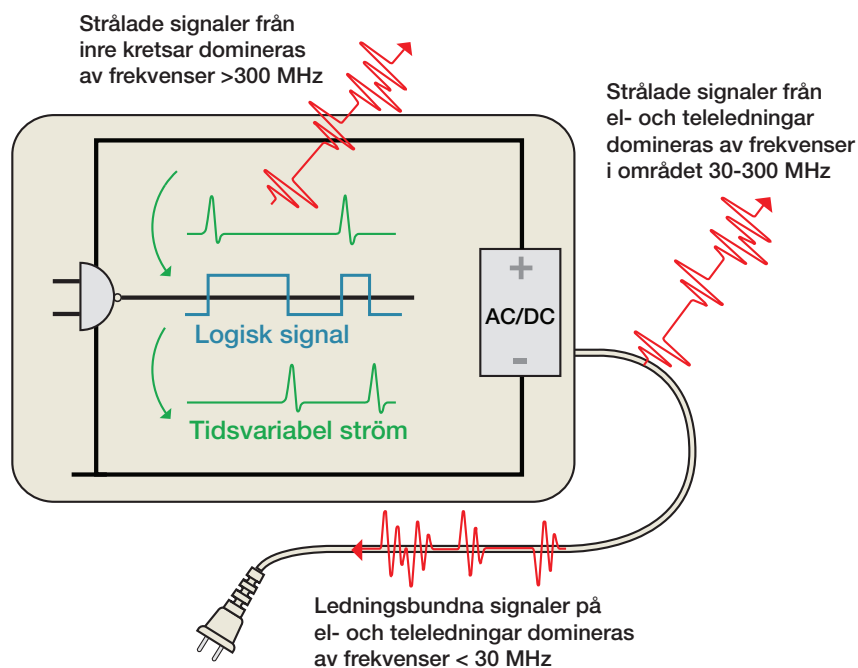 Strålade signaler från
inre kretsar domineras
av frekvenser >300 MHz
Strålade signaler från
el- och teleledningar
domineras av frekvenser
i området 30-300 MHz
+
AC/DC
-
Logisk signal
Tidsvariabel ström
Ledningsbundna signaler på
el- och teleledningar domineras
av frekvenser < 30 MHz